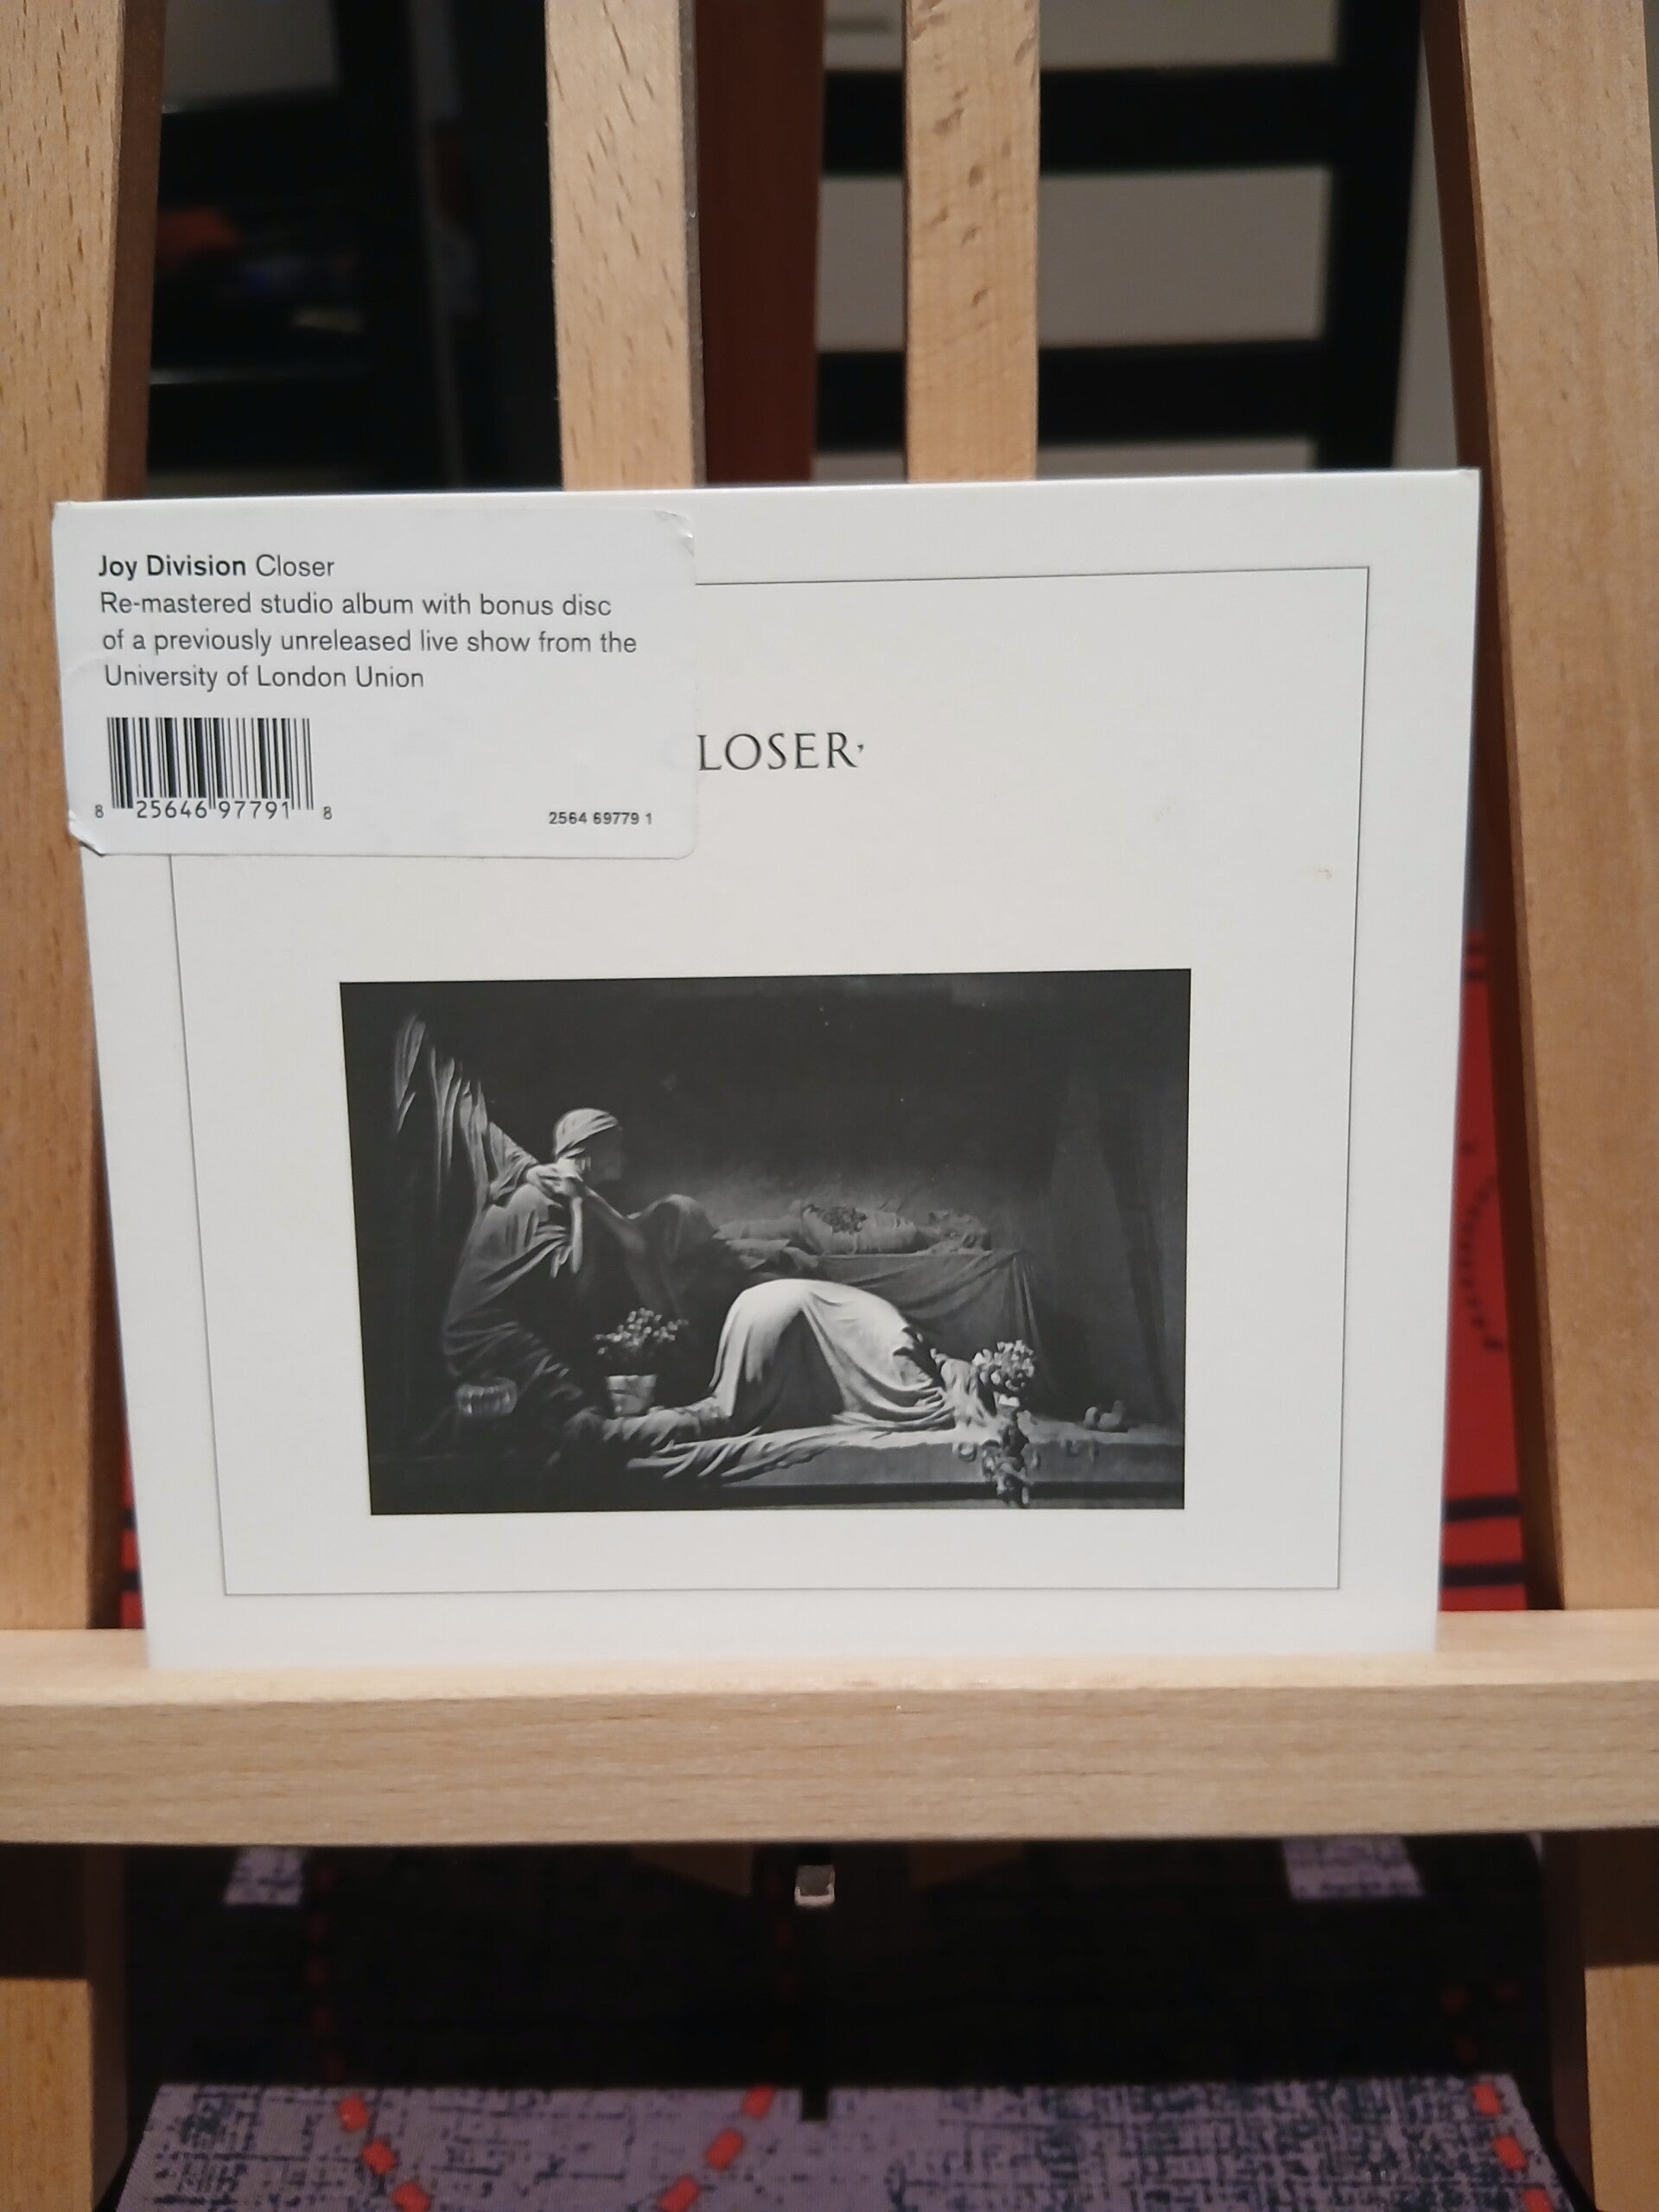 Joy Division Closer
Re-mastered studio album with bonus disc
of a previously unreleased live show from the
University of London Union
8 25646 97791 8
2564 69779 1
LOSER